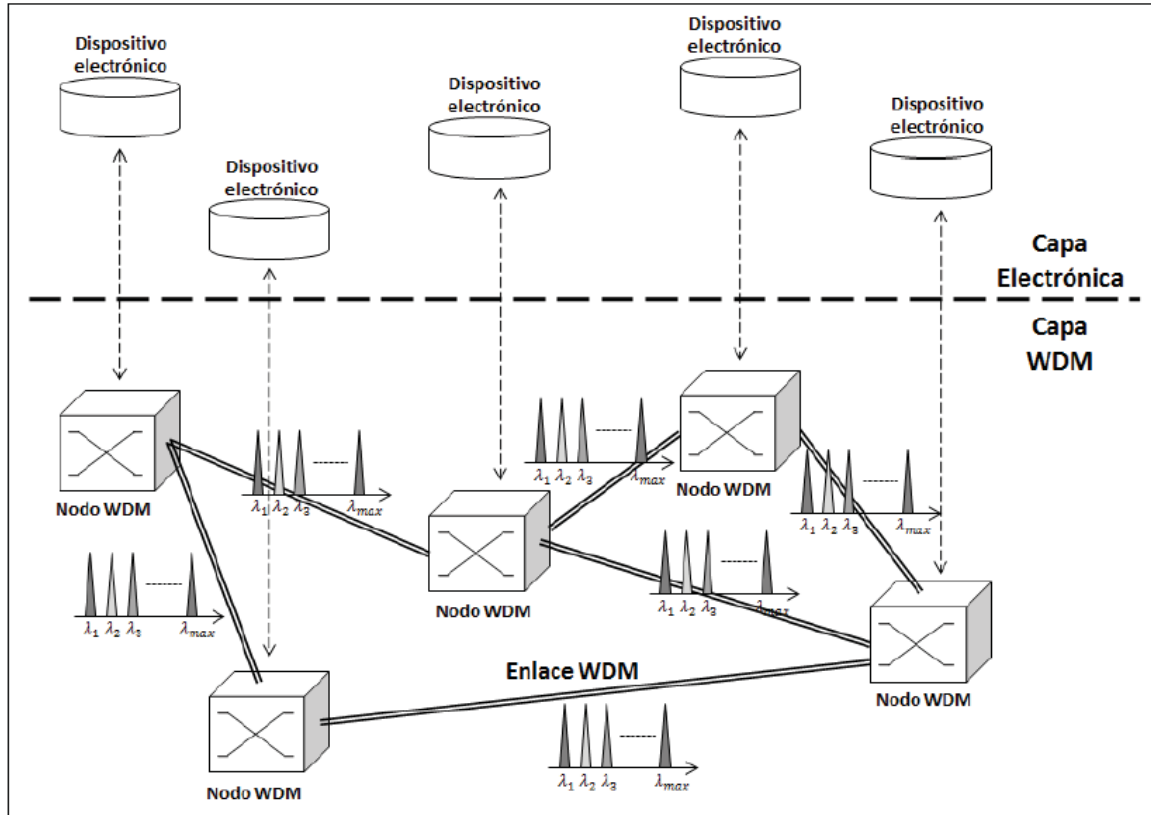 Dispositivo
electrónico
Dispositivo
electrónico
Dispositivo
electrónico
Dispositivo
electrónico
Dispositivo
electrónico
Capa
Electrónica
Capa
WDM
Nodo WDM
λ1 λ2 λ3 λmax
λ1 λ2 λ3 λmax
Nodo WDM
λ1 λ2 λ3 λmax
Nodo WDM
λ1 λ2 λ3 λmax
λ1 λ2 λ3 λmax
Nodo WDM
Enlace WDM
Nodo WDM
λ1 λ2 λ3 λmax